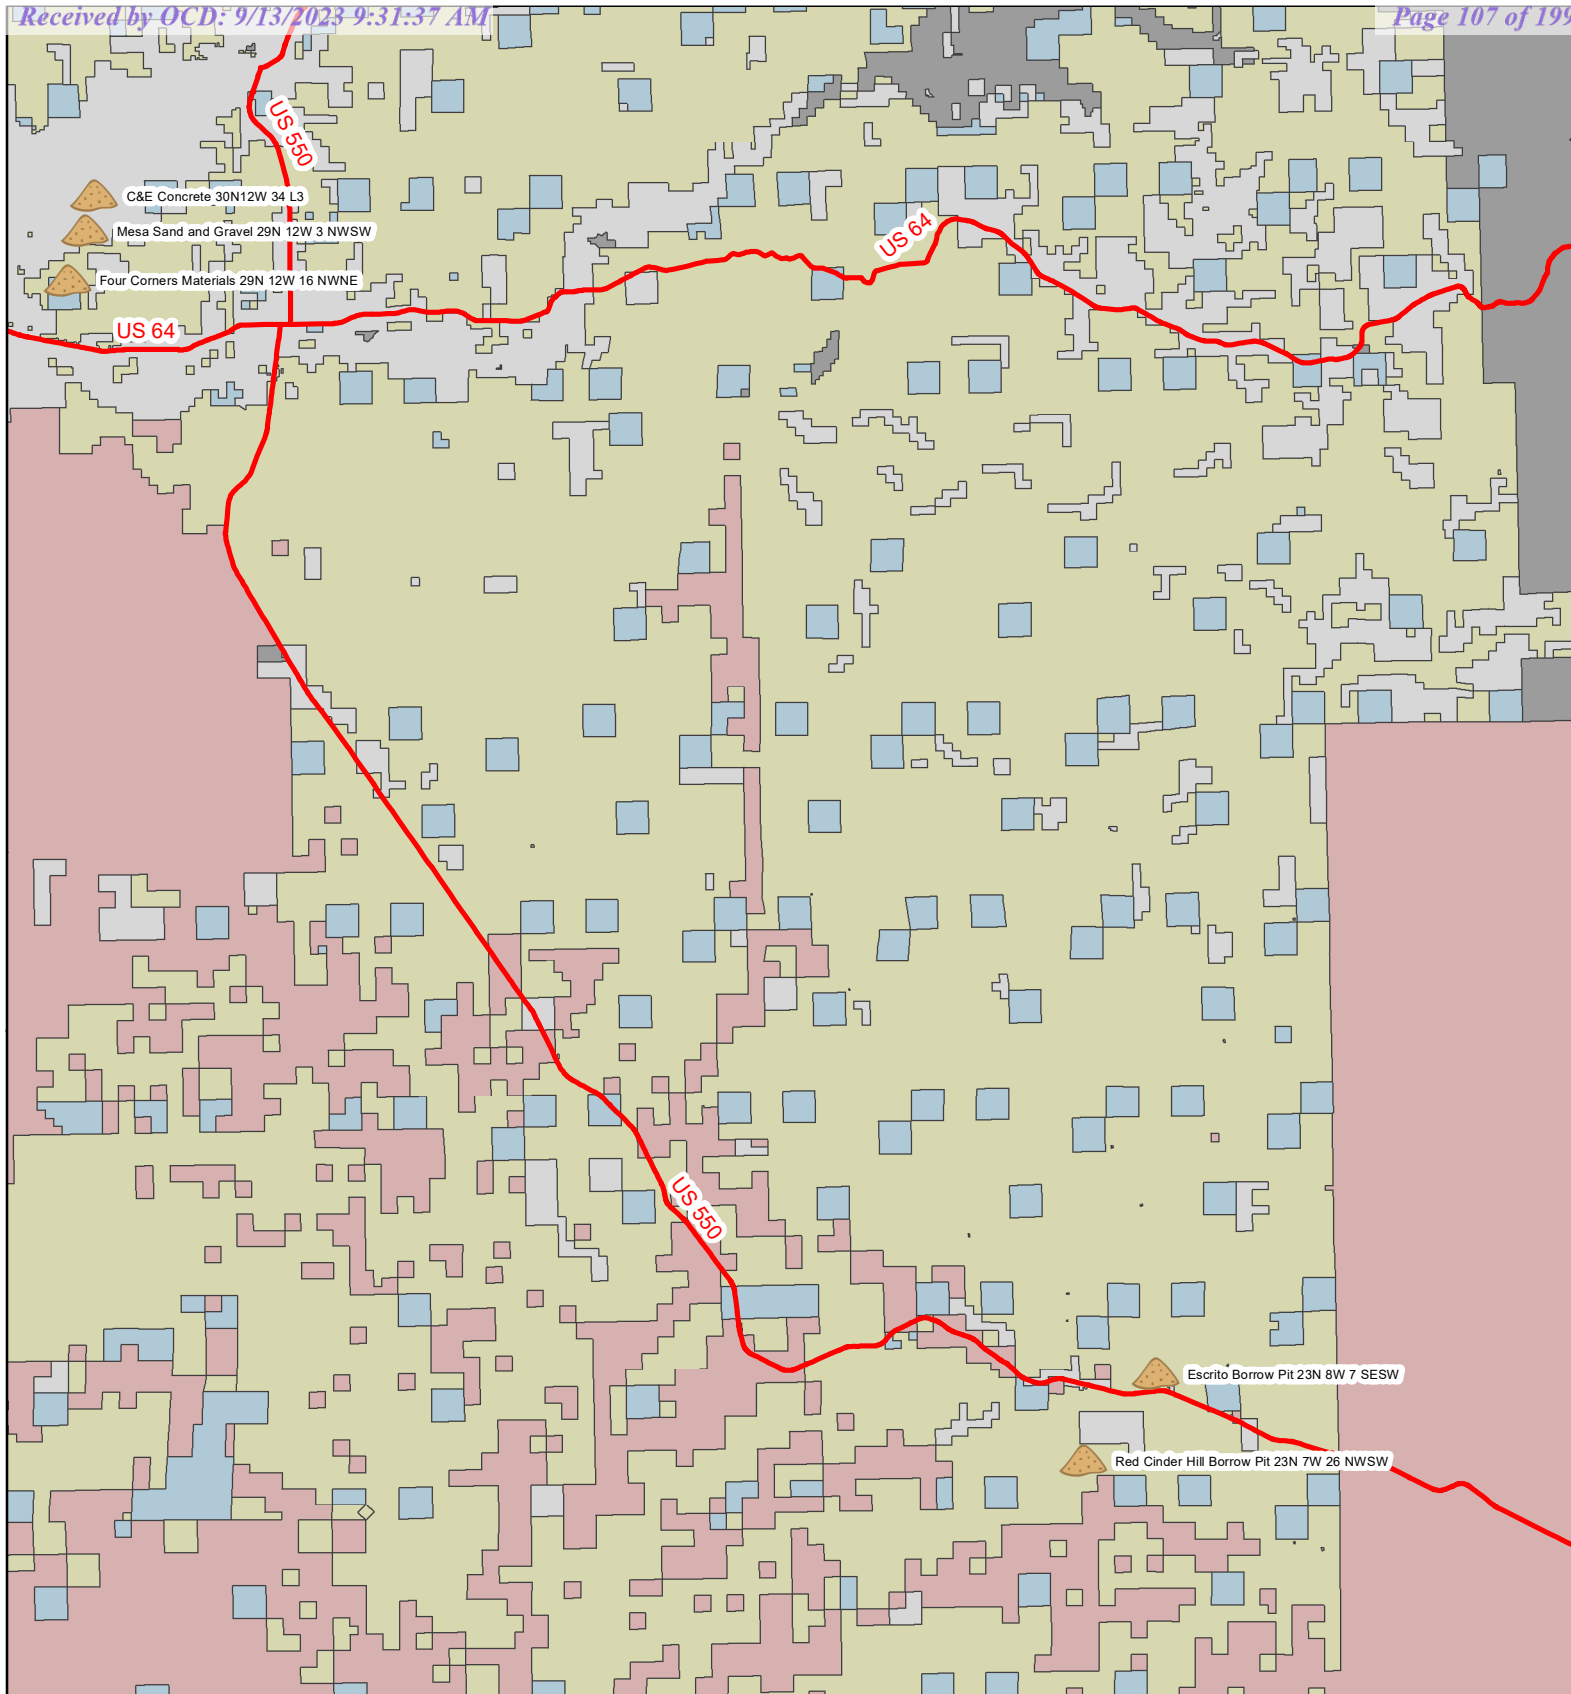 Received by OCD: 9/13/2023 9:31:37 AM
Page 107 of 199
US 550
C&E Concrete 30N12W 34 L3
Mesa Sand and Gravel 29N 12W 3 NWSW
US 64
Four Corners Materials 29N 12W 16 NWNE
US 64
US 550
Escrito Borrow Pit 23N 8W 7 SESW
Red Cinder Hill Borrow Pit 23N 7W 26 NWSW